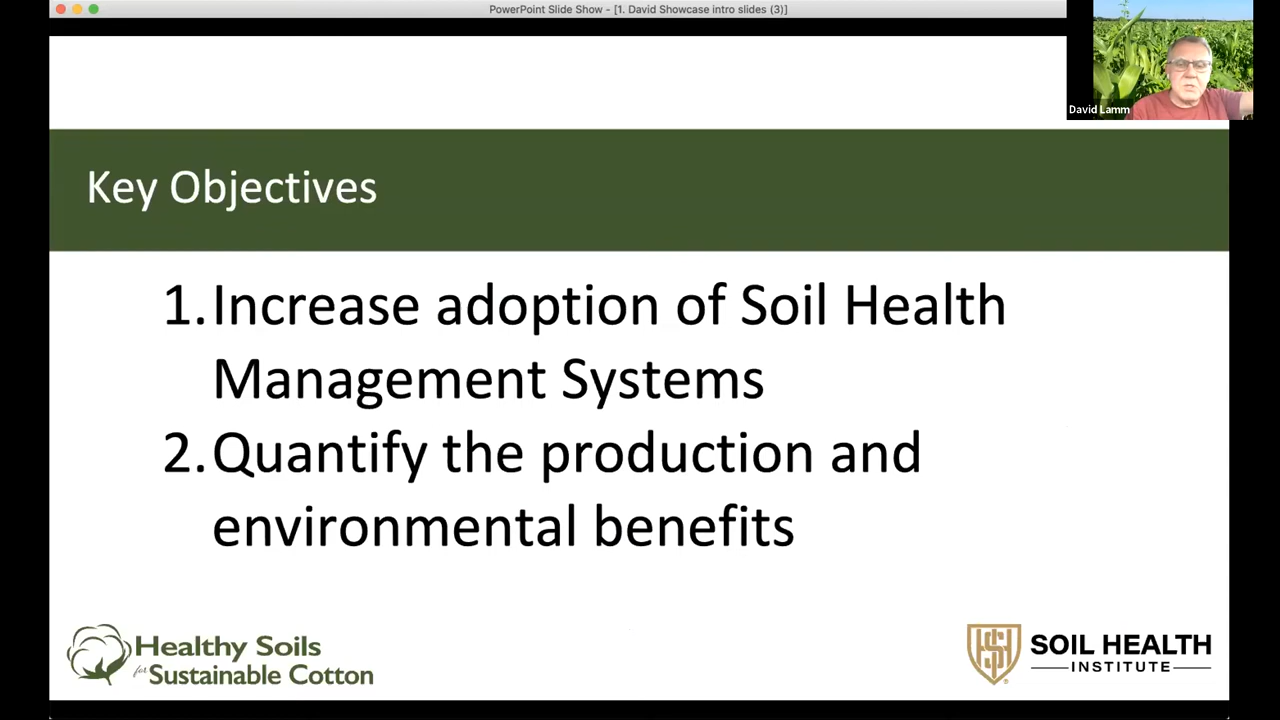 PowerPoint Slide Show - [1. David Showcase intro slides (3)]
David Lamm
Key Objectives
1. Increase adoption of Soil Health
Management Systems
2. Quantify the production and
environmental benefits
Healthy Soils
for Sustainable Cotton
SOIL HEALTH
INSTITUTE